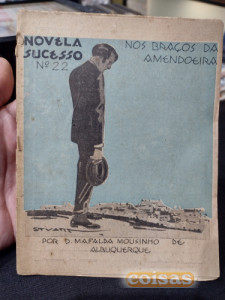 NOVELA
SUCESSO
Nº 22
NOS BRAÇOS DA
AMENDOEIRA
STUART
POR D. MAFALDA MOUSINHO DE
ALBUQUERQUE
coisas